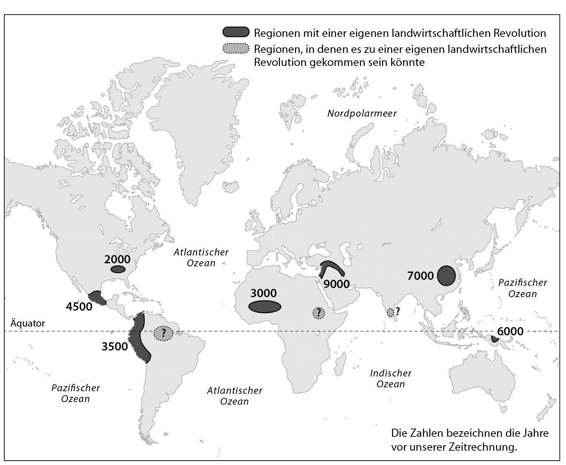 Regionen mit einer eigenen landwirtschaftlichen Revolution
Regionen, in denen es zu einer eigenen landwirtschaftlichen
Revolution gekommen sein könnte
Nordpolarmeer
Atlantischer
Ozean
2000
3000
9000
7000
Pazifischer
Ozean
4500
?
?
Äquator
3500
?
6000
Pazifischer
Ozean
Atlantischer
Ozean
Indischer
Ozean
Die Zahlen bezeichnen die Jahre
vor unserer Zeitrechnung.